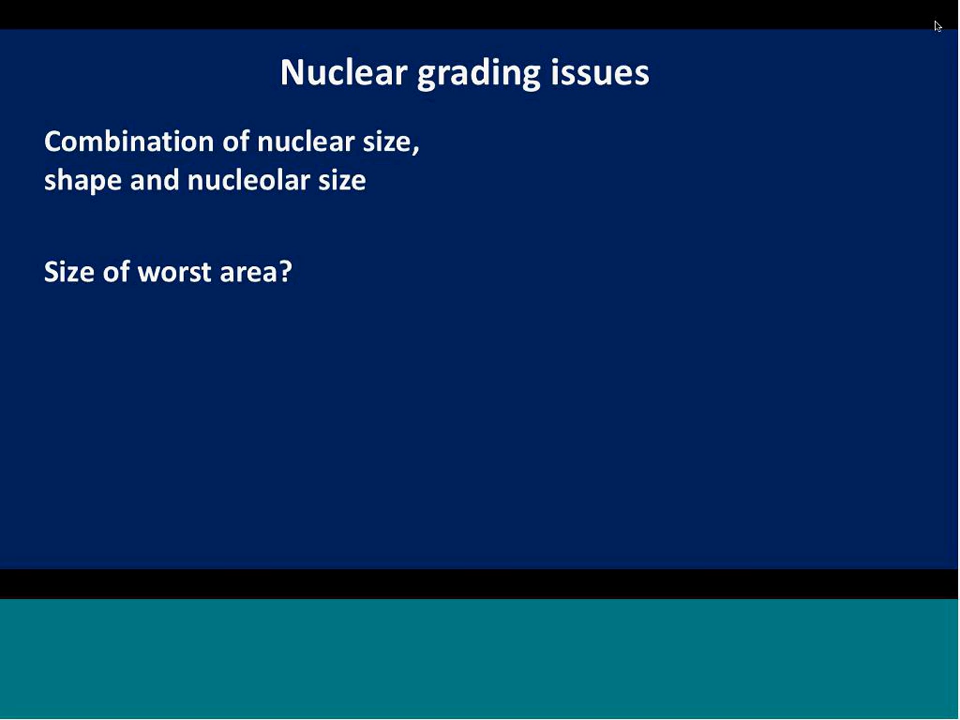 Nuclear grading issues
Combination of nuclear size,
shape and nucleolar size
Size of worst area?